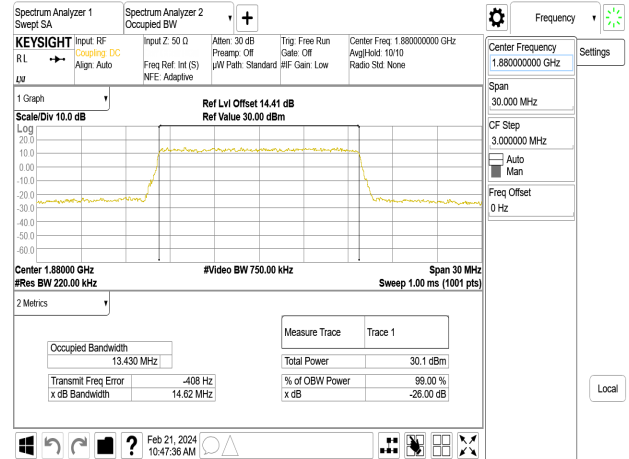 Spectrum Analyzer 1
Swept SA
Spectrum Analyzer 2
Occupied BW
Frequency
KEYSIGHT
RL
Input: RF
Coupling: DC
Align: Auto
Input Z: 50 Ω
Freq Ref: Int (S)
NFE: Adaptive
Atten: 30 dB
Preamp: Off
µW Path: Standard
Trig: Free Run
Gate: Off
#IF Gain: Low
Center Freq: 1.880000000 GHz
Avg|Hold: 10/10
Radio Std: None
Center Frequency
1.880000000 GHz
Settings
Span
30.000 MHz
CF Step
3.000000 MHz
Auto
Man
Freq Offset
0 Hz
Local
1 Graph
Scale/Div 10.0 dB
Ref Lvl Offset 14.41 dB
Ref Value 30.00 dBm
Log
20.0
10.0
0.00
-10.0
-20.0
-30.0
-40.0
-50.0
-60.0
Center 1.88000 GHz
#Res BW 220.00 kHz
#Video BW 750.00 kHz
Span 30 MHz
Sweep 1.00 ms (1001 pts)
2 Metrics
Occupied Bandwidth
13.430 MHz
Transmit Freq Error -408 Hz
x dB Bandwidth 14.62 MHz
Measure Trace Trace 1
Total Power 30.1 dBm
% of OBW Power 99.00 %
x dB -26.00 dB
?
Feb 21, 2024
10:47:36 AM